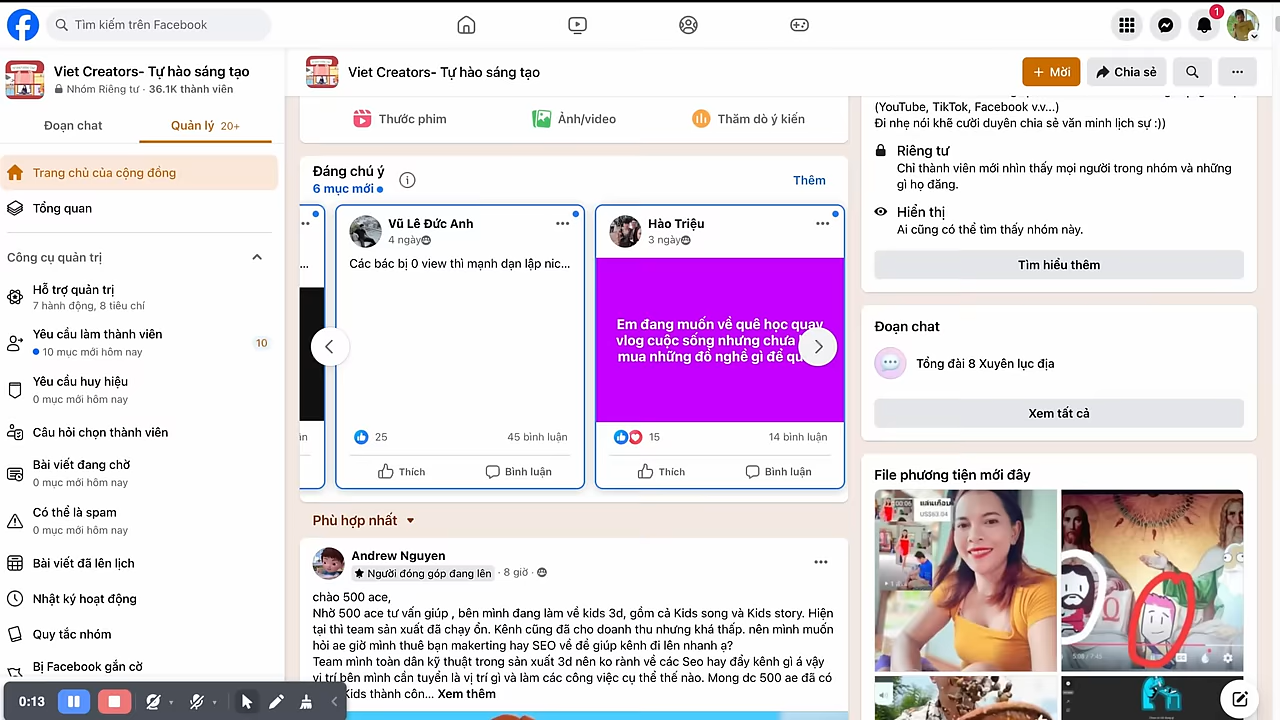 Tìm kiếm trên Facebook
1
Viet Creators- Tự hào sáng tạo
Nhóm Riêng tư · 36.1K thành viên
Đoạn chat
Quản lý 20+
Trang chủ của cộng đồng
Tổng quan
Công cụ quản trị
Hỗ trợ quản trị
7 hành động, 8 tiêu chí
Yêu cầu làm thành viên
10 mục mới hôm nay
10
Yêu cầu huy hiệu
0 mục mới hôm nay
Câu hỏi chọn thành viên
Bài viết đang chờ
0 mục mới hôm nay
Có thể là spam
0 mục mới hôm nay
Bài viết đã lên lịch
Nhật ký hoạt động
Quy tắc nhóm
Bị Facebook gắn cờ
0:13
Viet Creators- Tự hào sáng tạo
Mời
Chia sẻ
Thước phim
Ảnh/video
Thăm dò ý kiến
Đáng chú ý
6 mục mới
Thêm
Vũ Lê Đức Anh
4 ngày
Các bác bị 0 view thì mạnh dạn lập nic...
25
45 bình luận
Thích
Bình luận
Hào Triệu
3 ngày
Em đang muốn về quê học quay
vlog cuộc sống nhưng chưa
mua những đồ nghề gì để
15
14 bình luận
Thích
Bình luận
Phù hợp nhất
Andrew Nguyen
Người đóng góp đang lên · 8 giờ ·
chào 500 ace,
Nhờ 500 ace tư vấn giúp , bên mình đang làm về kids 3d, gồm cả Kids song và Kids story. Hiện
tại thì team sản xuất đã chạy ổn. Kênh cũng đã cho doanh thu nhưng khá thấp. nên mình muốn
hỏi ae giờ mình thuê bạn makerting hay SEO về để giúp kênh đi lên nhanh ạ?
Team mình toàn dân kỹ thuật trong sản xuất 3d nên ko rành về các Seo hay đẩu kênh gì á vậy
vị trí bên mình cần tuyển là vị trí gì và làm các công việc cụ thể thế nào. Mong dc 500 ae đã có
Kids thành côn... Xem thêm
(YouTube, TikTok, Facebook v.v...)
Đi nhẹ nói khẽ cười duyên chia sẻ văn minh lịch sự :))
Riêng tư
Chỉ thành viên mới nhìn thấy mọi người trong nhóm và những
gì họ đăng.
Hiển thị
Ai cũng có thể tìm thấy nhóm này.
Tìm hiểu thêm
Đoạn chat
Tổng đài 8 Xuyên lục địa
Xem tất cả
File phương tiện mới đây
US$63.04